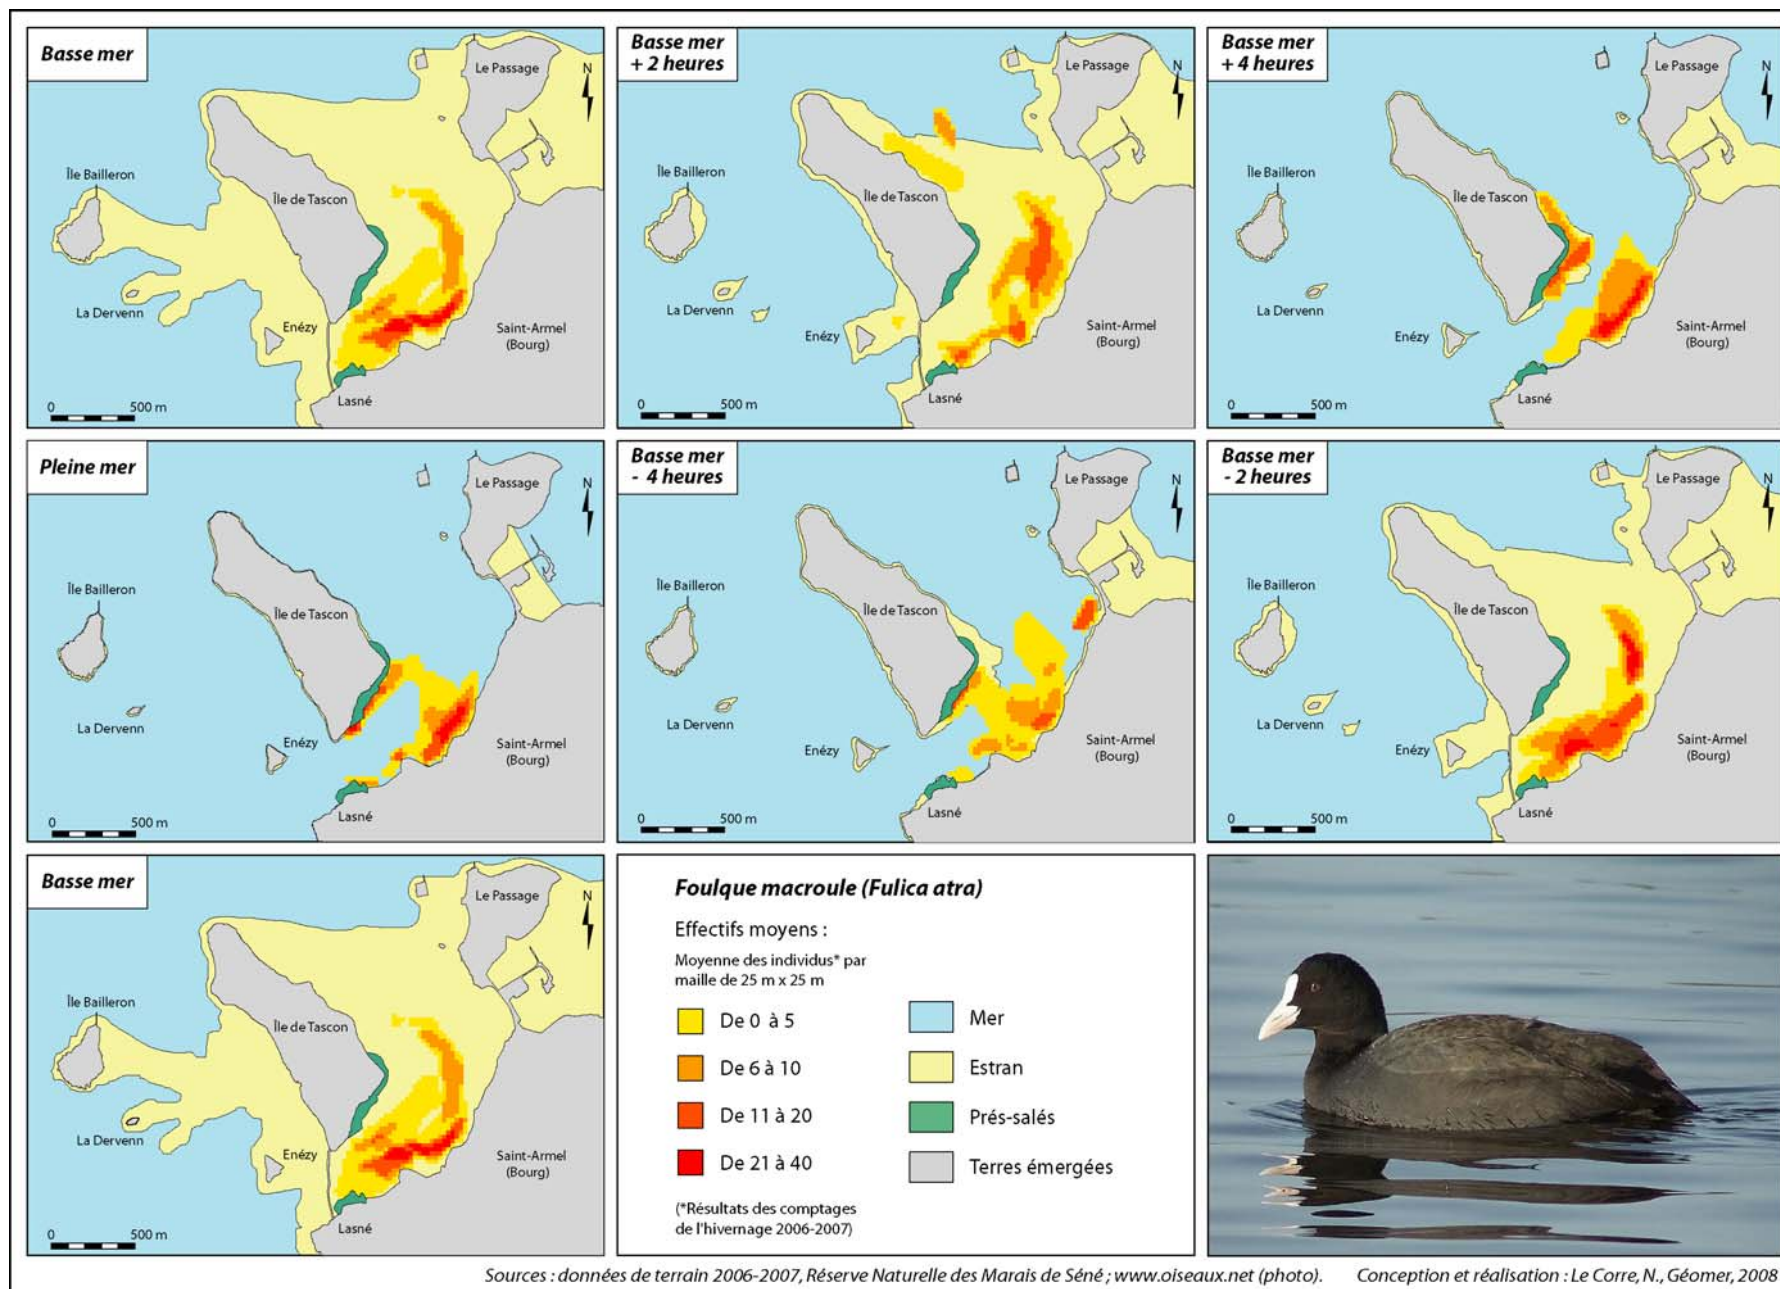 Basse mer
N
Le Passage
Île Bailleron
Île de Tascon
La Dervenn
Enézy
Saint-Armel
(Bourg)
Lasné
0 500 m
Basse mer
+ 2 heures
N
Le Passage
Île Bailleron
Île de Tascon
La Dervenn
Enézy
Saint-Armel
(Bourg)
Lasné
0 500 m
Basse mer
+ 4 heures
N
Le Passage
Île Bailleron
Île de Tascon
La Dervenn
Enézy
Saint-Armel
(Bourg)
Lasné
0 500 m
Pleine mer
N
Le Passage
Île Bailleron
Île de Tascon
La Dervenn
Enézy
Saint-Armel
(Bourg)
Lasné
0 500 m
Basse mer
- 4 heures
N
Le Passage
Île Bailleron
Île de Tascon
La Dervenn
Enézy
Saint-Armel
(Bourg)
Lasné
0 500 m
Basse mer
- 2 heures
N
Le Passage
Île Bailleron
Île de Tascon
La Dervenn
Enézy
Saint-Armel
(Bourg)
Lasné
0 500 m
Basse mer
N
Le Passage
Île Bailleron
Île de Tascon
La Dervenn
Enézy
Saint-Armel
(Bourg)
Lasné
0 500 m
Foulque macroule (Fulica atra)
Effectifs moyens :
Moyenne des individus* par
maille de 25 m x 25 m
De 0 à 5
De 6 à 10
De 11 à 20
De 21 à 40
(*Résultats des comptages
de l'hivernage 2006-2007)
Mer
Estran
Prés-salés
Terres émergées
Sources : données de terrain 2006-2007, Réserve Naturelle des Marais de Séné ; www.oiseaux.net (photo). Conception et réalisation : Le Corre, N., Géomer, 2008